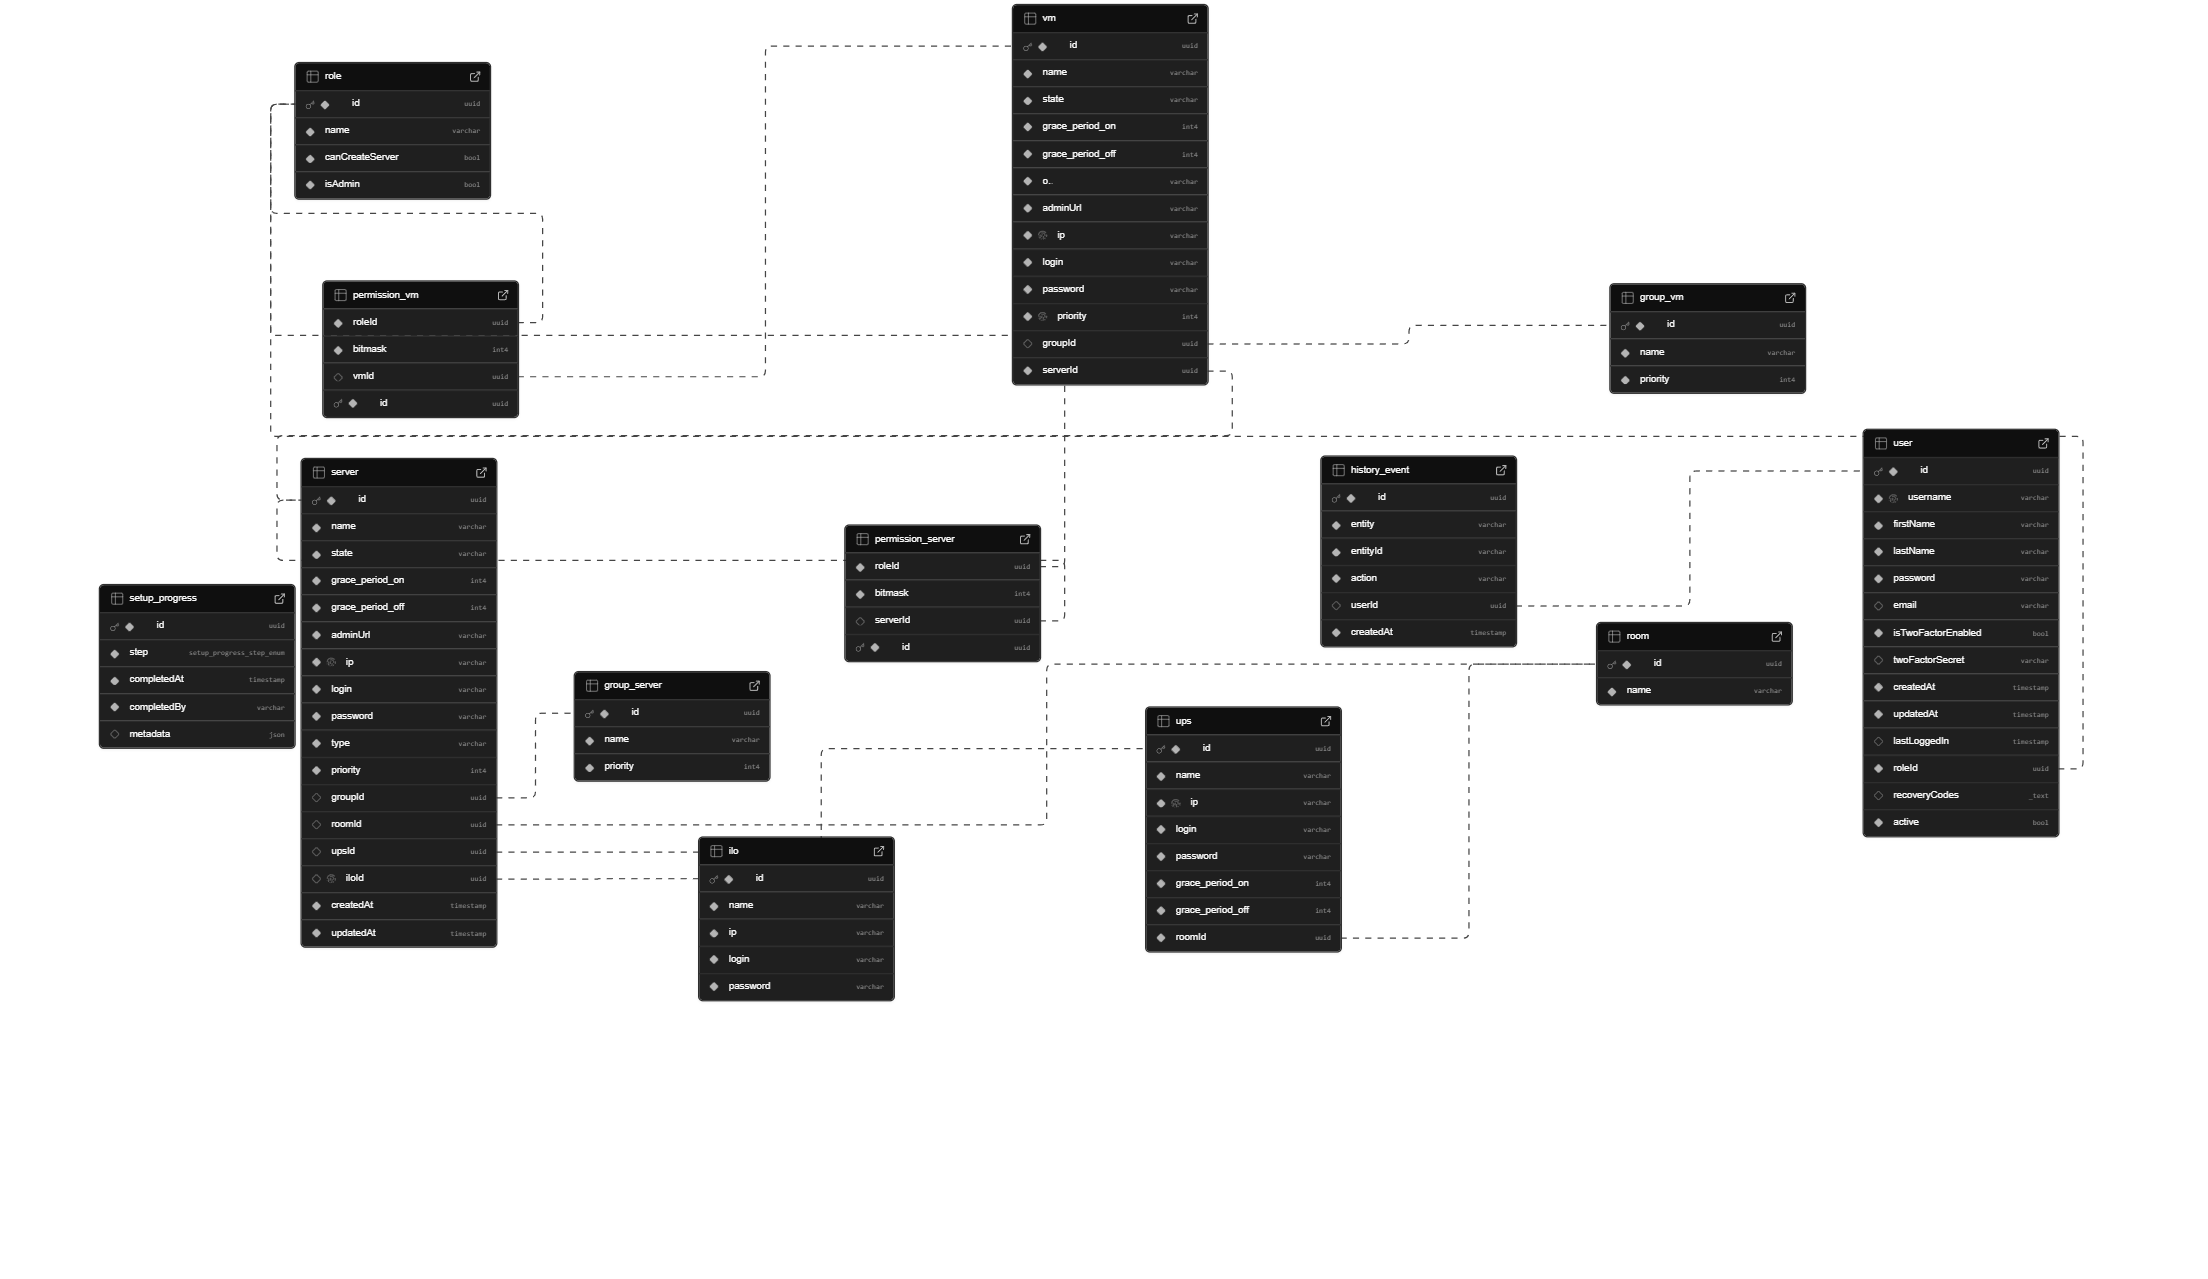 vm
id uuid
name varchar
state varchar
grace_period_on int4
grace_period_off int4
o.. varchar
adminUrl varchar
ip varchar
login varchar
password varchar
priority int4
groupId uuid
serverId uuid
role
id uuid
name varchar
canCreateServer bool
isAdmin bool
permission_vm
roleId uuid
bitmask int4
vmId uuid
id uuid
group_vm
id uuid
name varchar
priority int4
user
id uuid
username varchar
firstName varchar
lastName varchar
password varchar
email varchar
isTwoFactorEnabled bool
twoFactorSecret varchar
createdAt timestamp
updatedAt timestamp
lastLoggedIn timestamp
roleId uuid
recoveryCodes _text
active bool
server
id uuid
name varchar
state varchar
grace_period_on int4
grace_period_off int4
adminUrl varchar
ip varchar
login varchar
password varchar
type varchar
priority int4
groupId uuid
roomId uuid
upsId uuid
iloId uuid
createdAt timestamp
updatedAt timestamp
history_event
id uuid
entity varchar
entityId varchar
action varchar
userId uuid
createdAt timestamp
permission_server
roleId uuid
bitmask int4
serverId uuid
id uuid
setup_progress
id uuid
step setup_progress_step_enum
completedAt timestamp
completedBy varchar
metadata json
room
id uuid
name varchar
group_server
id uuid
name varchar
priority int4
ups
id uuid
name varchar
ip varchar
login varchar
password varchar
grace_period_on int4
grace_period_off int4
roomId uuid
ilo
id uuid
name varchar
ip varchar
login varchar
password varchar